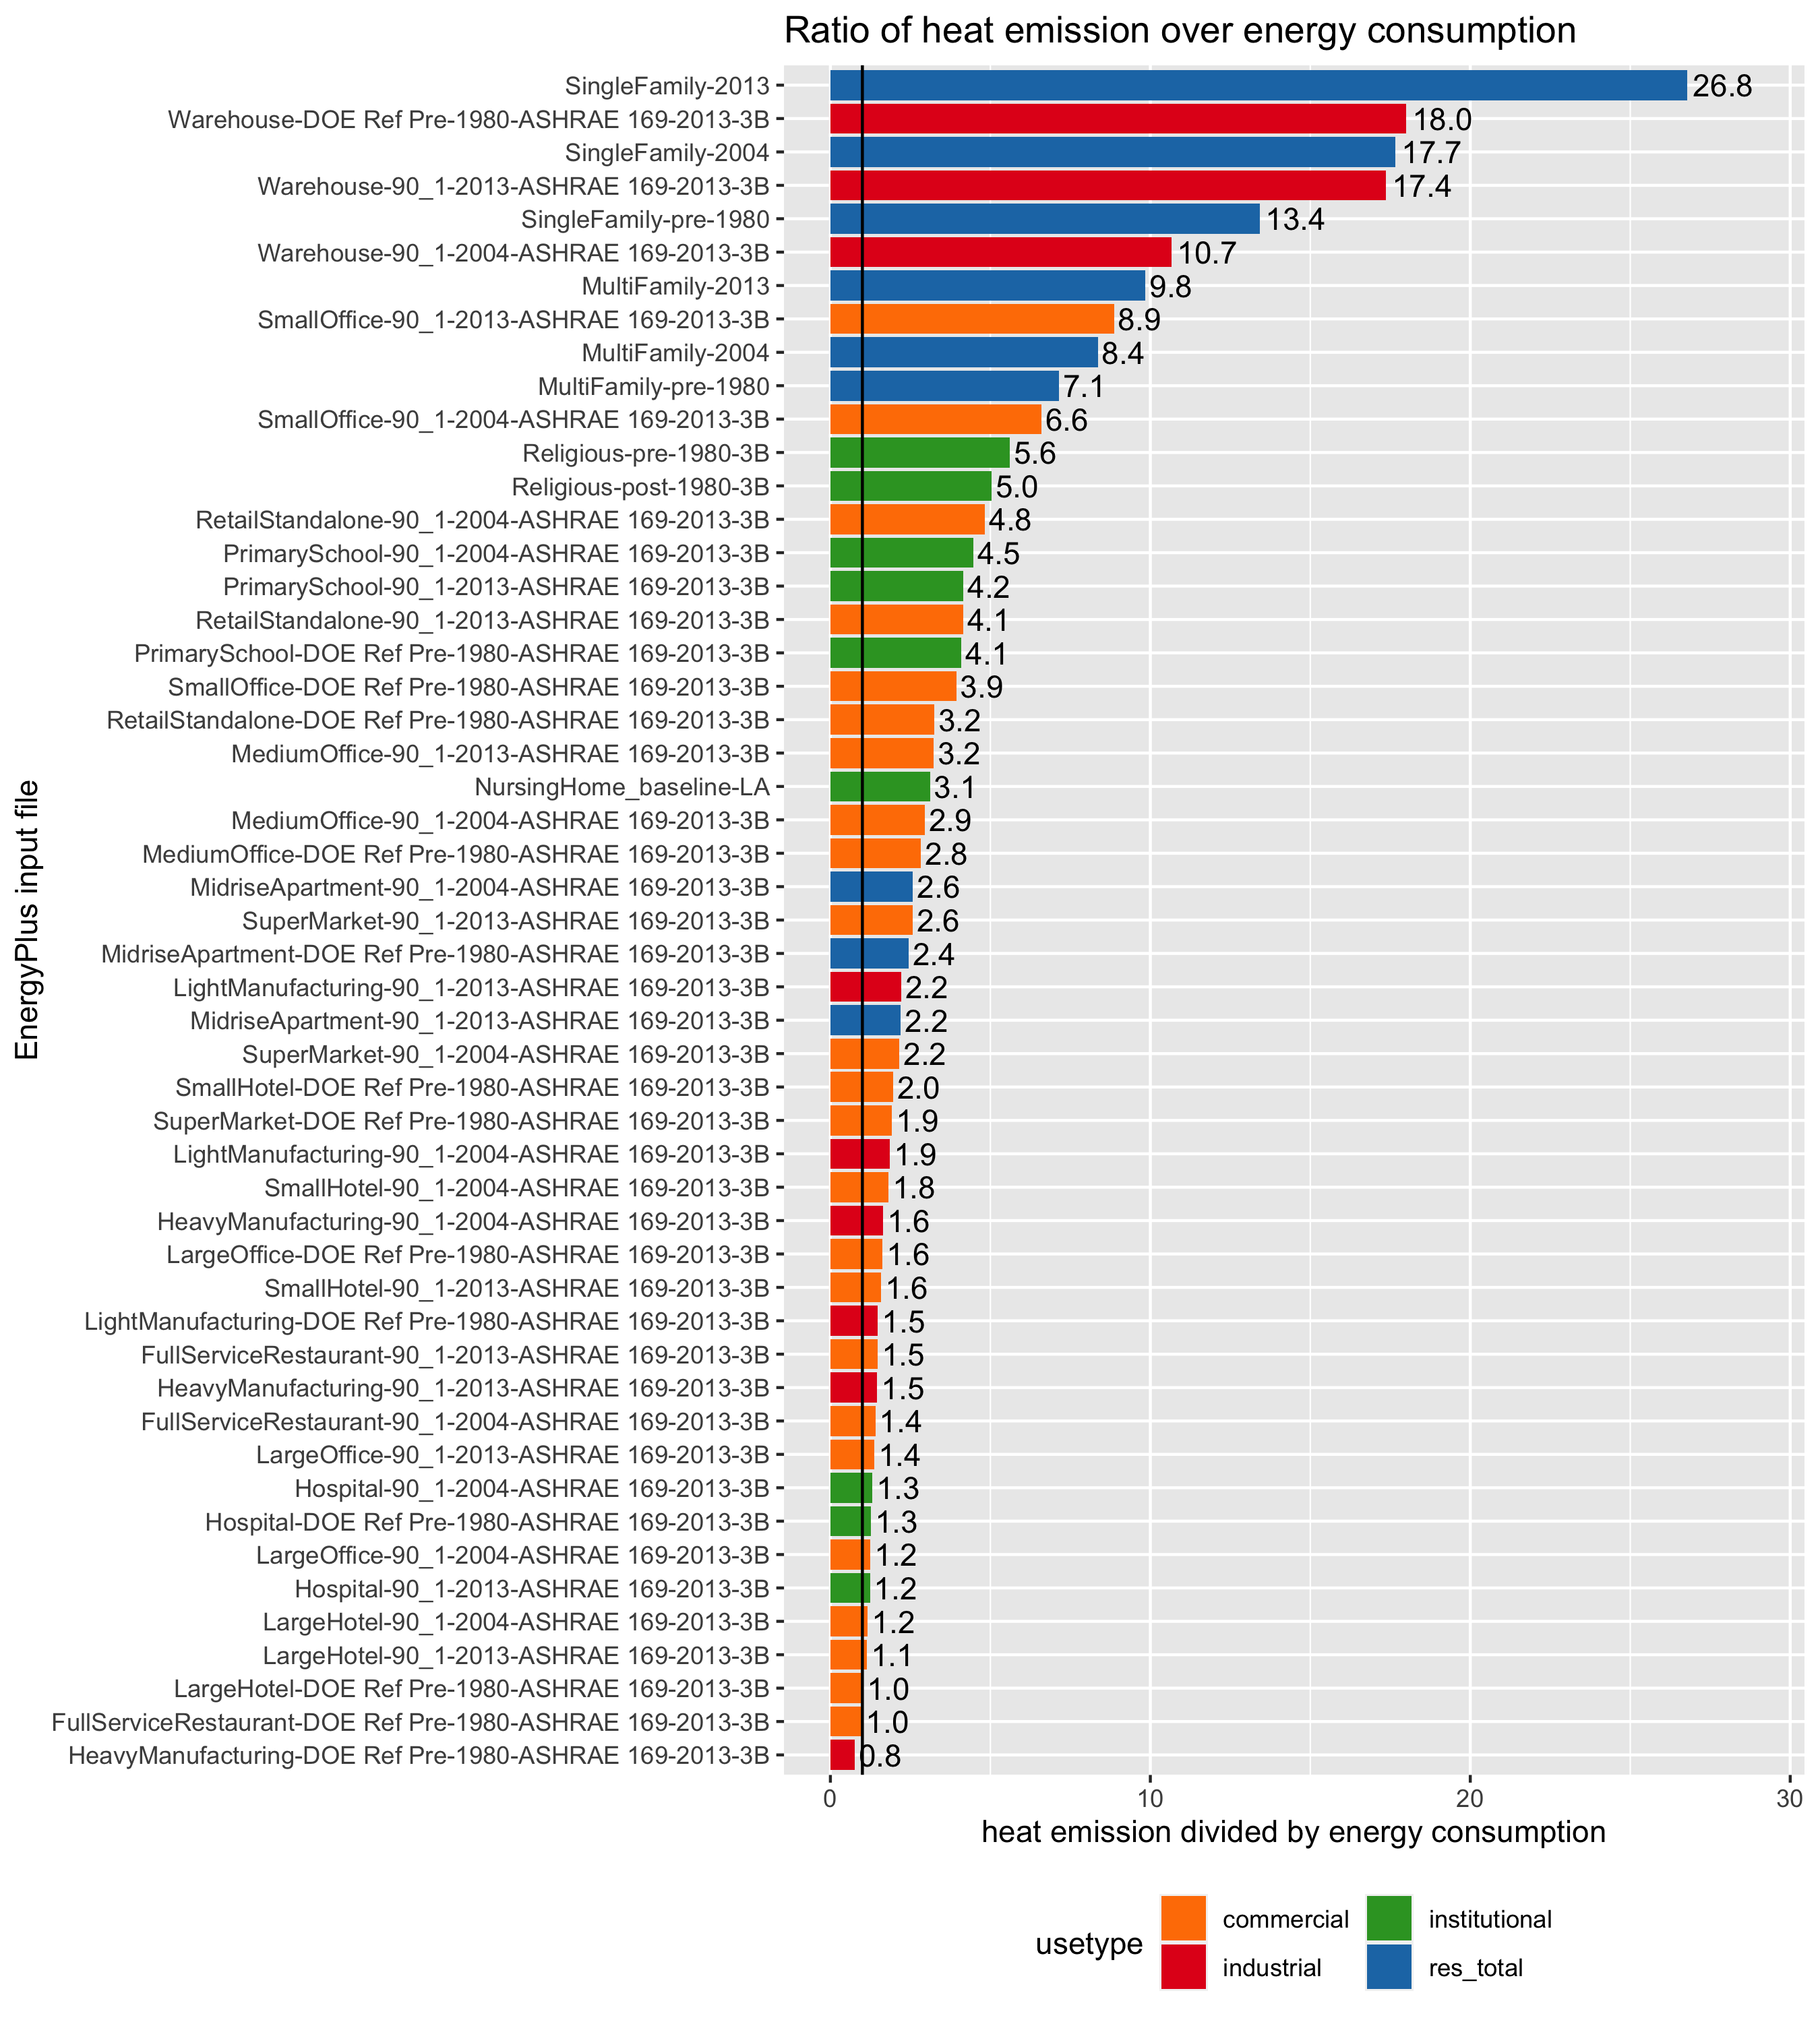 Ratio of heat emission over energy consumption
SingleFamily-2013 26.8
Warehouse-DOE Ref Pre-1980-ASHRAE 169-2013-3B 18.0
SingleFamily-2004 17.7
Warehouse-90_1-2013-ASHRAE 169-2013-3B 17.4
SingleFamily-pre-1980 13.4
Warehouse-90_1-2004-ASHRAE 169-2013-3B 10.7
MultiFamily-2013 9.8
SmallOffice-90_1-2013-ASHRAE 169-2013-3B 8.9
MultiFamily-2004 8.4
MultiFamily-pre-1980 7.1
SmallOffice-90_1-2004-ASHRAE 169-2013-3B 6.6
Religious-pre-1980-3B 5.6
Religious-post-1980-3B 5.0
RetailStandalone-90_1-2004-ASHRAE 169-2013-3B 4.8
PrimarySchool-90_1-2004-ASHRAE 169-2013-3B 4.5
PrimarySchool-90_1-2013-ASHRAE 169-2013-3B 4.2
RetailStandalone-90_1-2013-ASHRAE 169-2013-3B 4.1
PrimarySchool-DOE Ref Pre-1980-ASHRAE 169-2013-3B 4.1
SmallOffice-DOE Ref Pre-1980-ASHRAE 169-2013-3B 3.9
RetailStandalone-DOE Ref Pre-1980-ASHRAE 169-2013-3B 3.2
MediumOffice-90_1-2013-ASHRAE 169-2013-3B 3.2
NursingHome_baseline-LA 3.1
MediumOffice-90_1-2004-ASHRAE 169-2013-3B 2.9
MediumOffice-DOE Ref Pre-1980-ASHRAE 169-2013-3B 2.8
MidriseApartment-90_1-2004-ASHRAE 169-2013-3B 2.6
SuperMarket-90_1-2013-ASHRAE 169-2013-3B 2.6
MidriseApartment-DOE Ref Pre-1980-ASHRAE 169-2013-3B 2.4
LightManufacturing-90_1-2013-ASHRAE 169-2013-3B 2.2
MidriseApartment-90_1-2013-ASHRAE 169-2013-3B 2.2
SuperMarket-90_1-2004-ASHRAE 169-2013-3B 2.2
SmallHotel-DOE Ref Pre-1980-ASHRAE 169-2013-3B 2.0
SuperMarket-DOE Ref Pre-1980-ASHRAE 169-2013-3B 1.9
LightManufacturing-90_1-2004-ASHRAE 169-2013-3B 1.9
SmallHotel-90_1-2004-ASHRAE 169-2013-3B 1.8
HeavyManufacturing-90_1-2004-ASHRAE 169-2013-3B 1.6
LargeOffice-DOE Ref Pre-1980-ASHRAE 169-2013-3B 1.6
SmallHotel-90_1-2013-ASHRAE 169-2013-3B 1.6
LightManufacturing-DOE Ref Pre-1980-ASHRAE 169-2013-3B 1.5
FullServiceRestaurant-90_1-2013-ASHRAE 169-2013-3B 1.5
HeavyManufacturing-90_1-2013-ASHRAE 169-2013-3B 1.5
FullServiceRestaurant-90_1-2004-ASHRAE 169-2013-3B 1.4
LargeOffice-90_1-2013-ASHRAE 169-2013-3B 1.4
Hospital-90_1-2004-ASHRAE 169-2013-3B 1.3
Hospital-DOE Ref Pre-1980-ASHRAE 169-2013-3B 1.3
LargeOffice-90_1-2004-ASHRAE 169-2013-3B 1.2
Hospital-90_1-2013-ASHRAE 169-2013-3B 1.2
LargeHotel-90_1-2004-ASHRAE 169-2013-3B 1.2
LargeHotel-90_1-2013-ASHRAE 169-2013-3B 1.1
LargeHotel-DOE Ref Pre-1980-ASHRAE 169-2013-3B 1.0
FullServiceRestaurant-DOE Ref Pre-1980-ASHRAE 169-2013-3B 1.0
HeavyManufacturing-DOE Ref Pre-1980-ASHRAE 169-2013-3B 0.8
EnergyPlus input file
0 10 20 30
heat emission divided by energy consumption
usetype
commercial institutional
industrial res_total